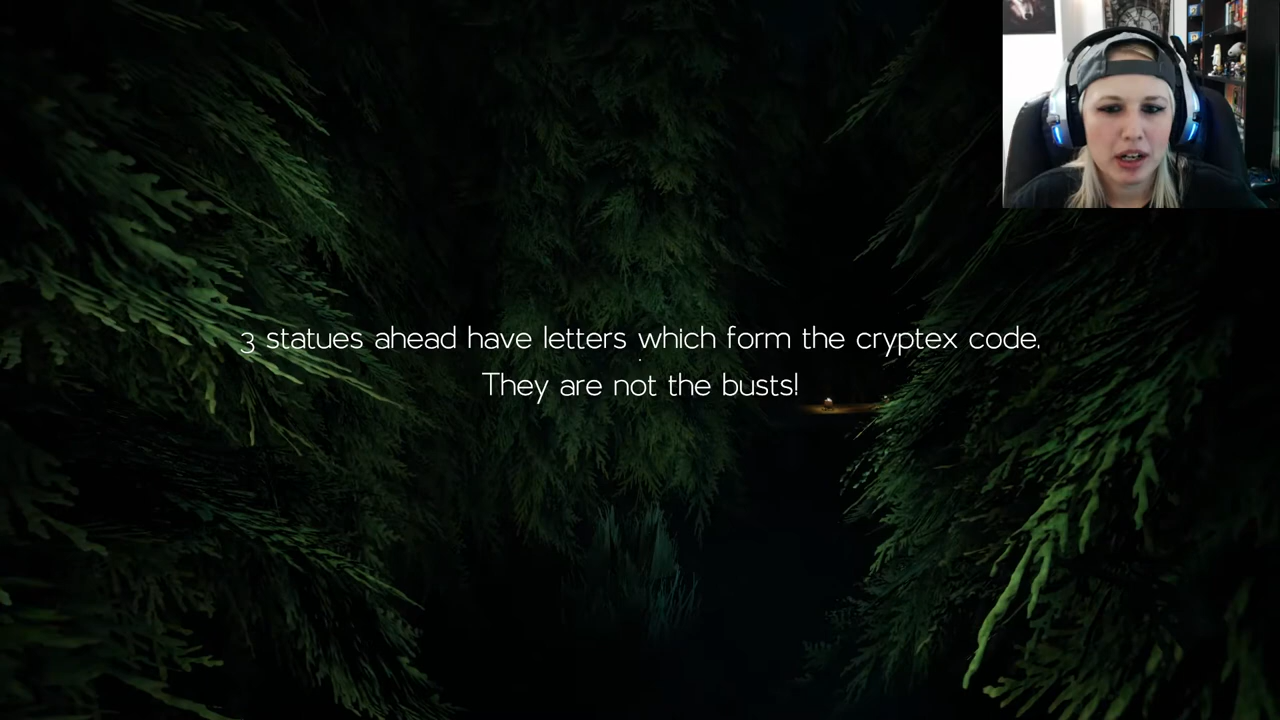 3 statues ahead have letters which form the cryptex code.
They are not the busts!